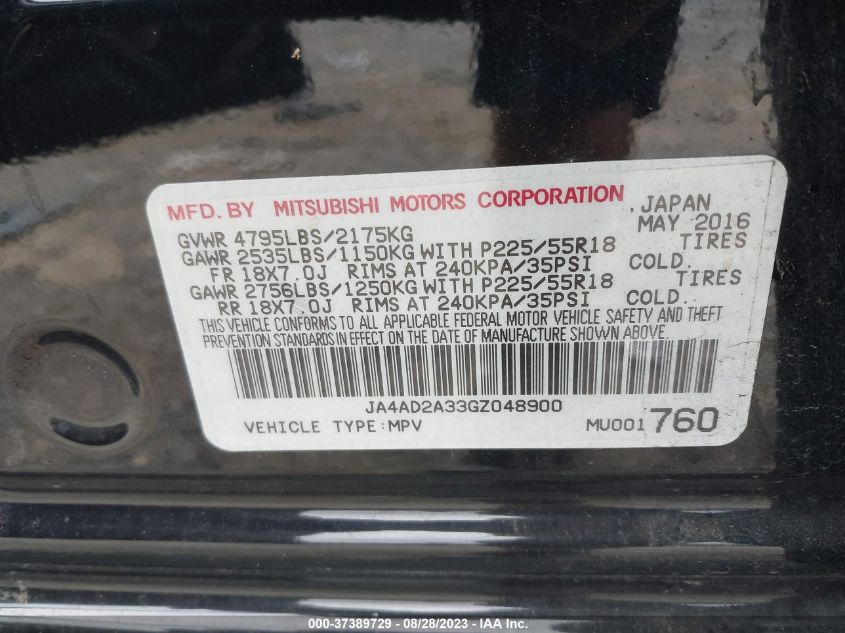 MFD. BY MITSUBISHI MOTORS CORPORATION , JAPAN
GVWR 4795LBS/2175KG MAY 2016
GAWR 2535LBS/1150KG WITH P225/55R18 TIRES
FR 18X7.0J RIMS AT 240KPA/35PSI COLD.
GAWR 2756LBS/1250KG WITH P225/55R18 TIRES
RR 18X7.0J RIMS AT 240KPA/35PSI COLD.
THIS VEHICLE CONFORMS TO ALL APPLICABLE FEDERAL MOTOR VEHICLE SAFETY AND THEFT
PREVENTION STANDARDS IN EFFECT ON THE DATE OF MANUFACTURE SHOWN ABOVE.
JA4AD2A33GZ048900
VEHICLE TYPE:MPV MU001760
000-37389729 - 08/28/2023 - IAA Inc.